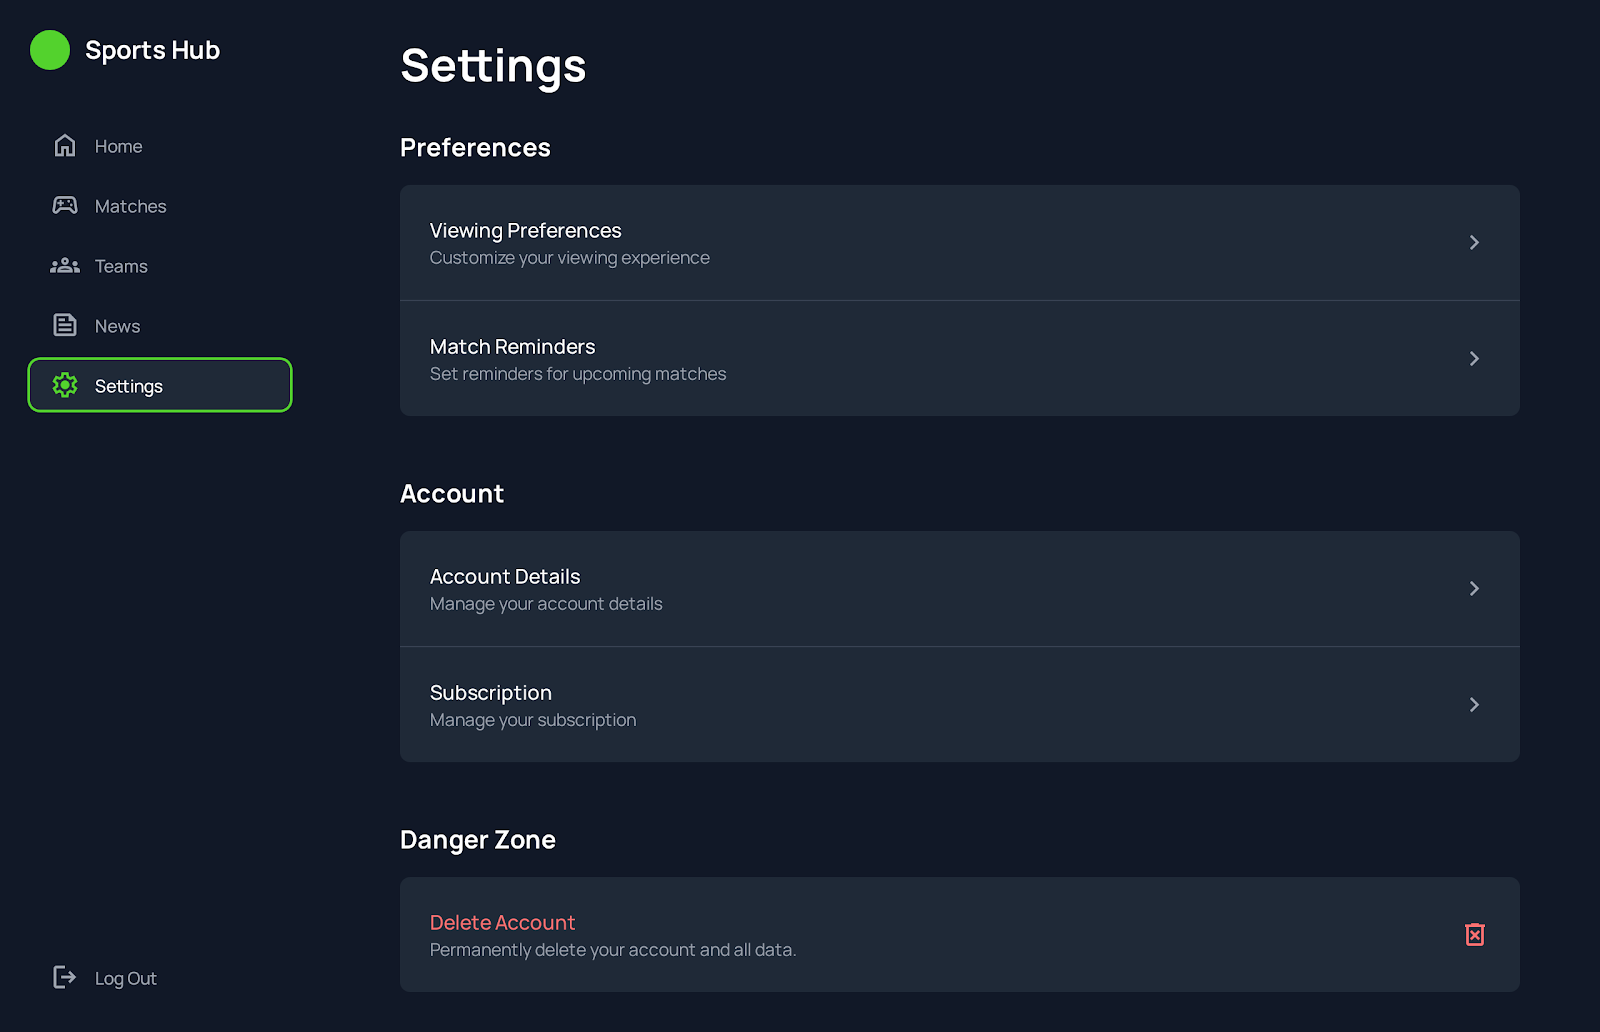 Sports Hub
Home
Matches
Teams
News
Settings
Log Out
Settings
Preferences
Viewing Preferences
Customize your viewing experience
Match Reminders
Set reminders for upcoming matches
Account
Account Details
Manage your account details
Subscription
Manage your subscription
Danger Zone
Delete Account
Permanently delete your account and all data.